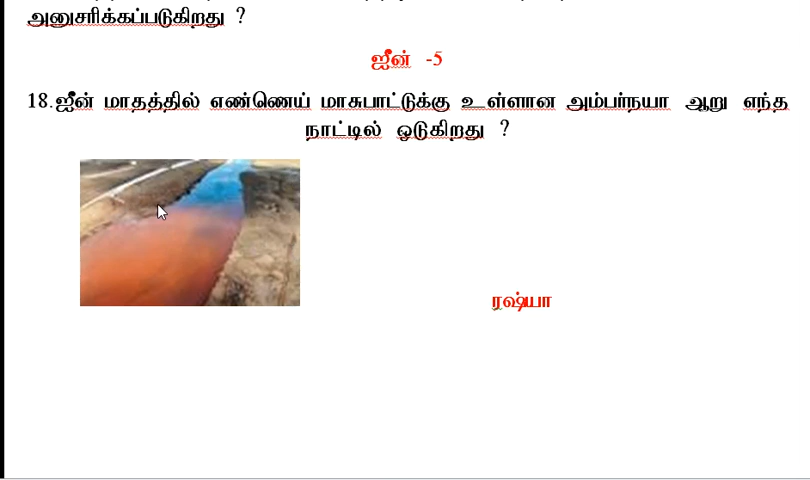 அனுசரிக்கப்படுகிறது ?
ஜீன் -5
18.ஜீன் மாதத்தில் எண்ணெய் மாசுபாட்டுக்கு உள்ளான அம்பர்நயா ஆறு எந்த
நாட்டில் ஓடுகிறது ?
ரஷ்யா